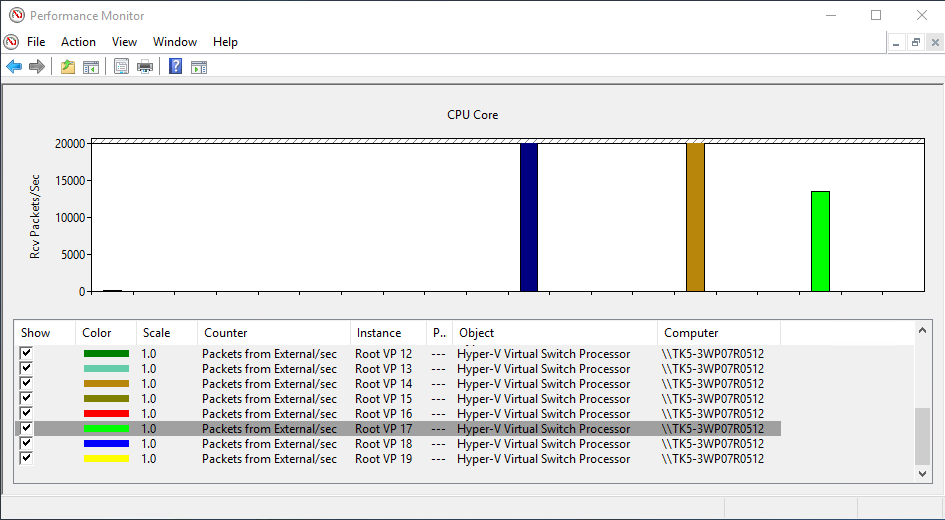 Performance Monitor
File Action View Window Help
CPU Core
Rcv Packets/Sec
20000
15000
10000
5000
0
Show Color Scale Counter Instance P.. Object Computer
1.0 Packets from External/sec Root VP 12 --- Hyper-V Virtual Switch Processor \\TK5-3WP07R0512
1.0 Packets from External/sec Root VP 13 --- Hyper-V Virtual Switch Processor \\TK5-3WP07R0512
1.0 Packets from External/sec Root VP 14 --- Hyper-V Virtual Switch Processor \\TK5-3WP07R0512
1.0 Packets from External/sec Root VP 15 --- Hyper-V Virtual Switch Processor \\TK5-3WP07R0512
1.0 Packets from External/sec Root VP 16 --- Hyper-V Virtual Switch Processor \\TK5-3WP07R0512
1.0 Packets from External/sec Root VP 17 --- Hyper-V Virtual Switch Processor \\TK5-3WP07R0512
1.0 Packets from External/sec Root VP 18 --- Hyper-V Virtual Switch Processor \\TK5-3WP07R0512
1.0 Packets from External/sec Root VP 19 --- Hyper-V Virtual Switch Processor \\TK5-3WP07R0512